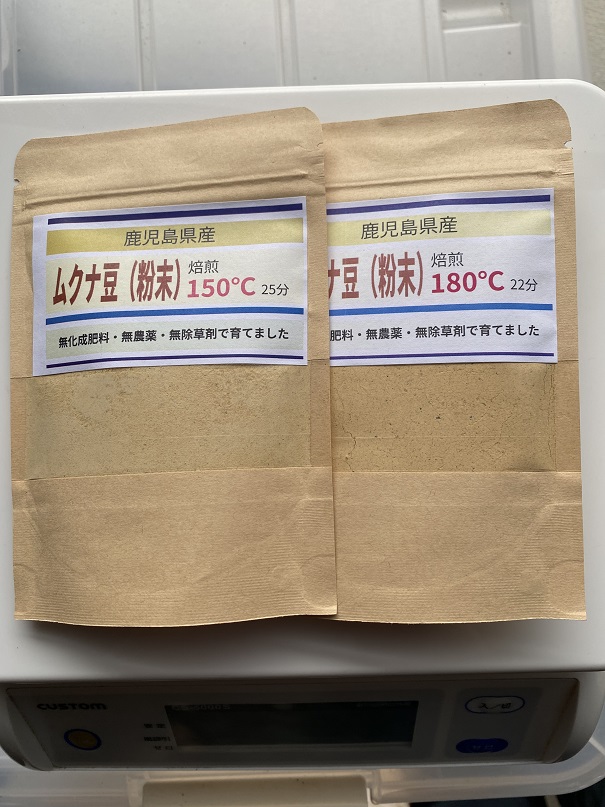 鹿児島県産
ムクナ豆（粉末） 焙煎 150℃ 25分
無化成肥料・無農薬・無除草剤で育てました
鹿児島県産
ナ豆（粉末） 焙煎 180℃ 22分
肥料・無農薬・無除草剤で育てました
CUSTOM